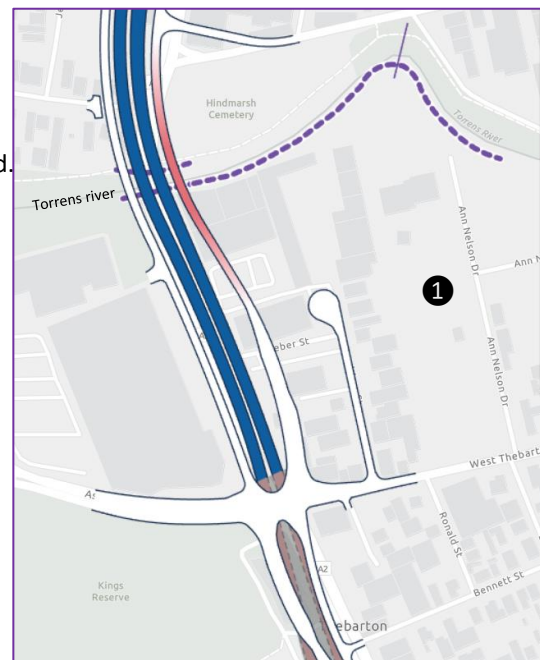 Hindmarsh
Cemetery
d.
Torrens River
Torrens river
Ann Nelson Dr
Ann N
1
eber St
Ann Nelson Dr
West Thebart
As
Ronald St
A2
Bennett St
Kings
Reserve
ebarton